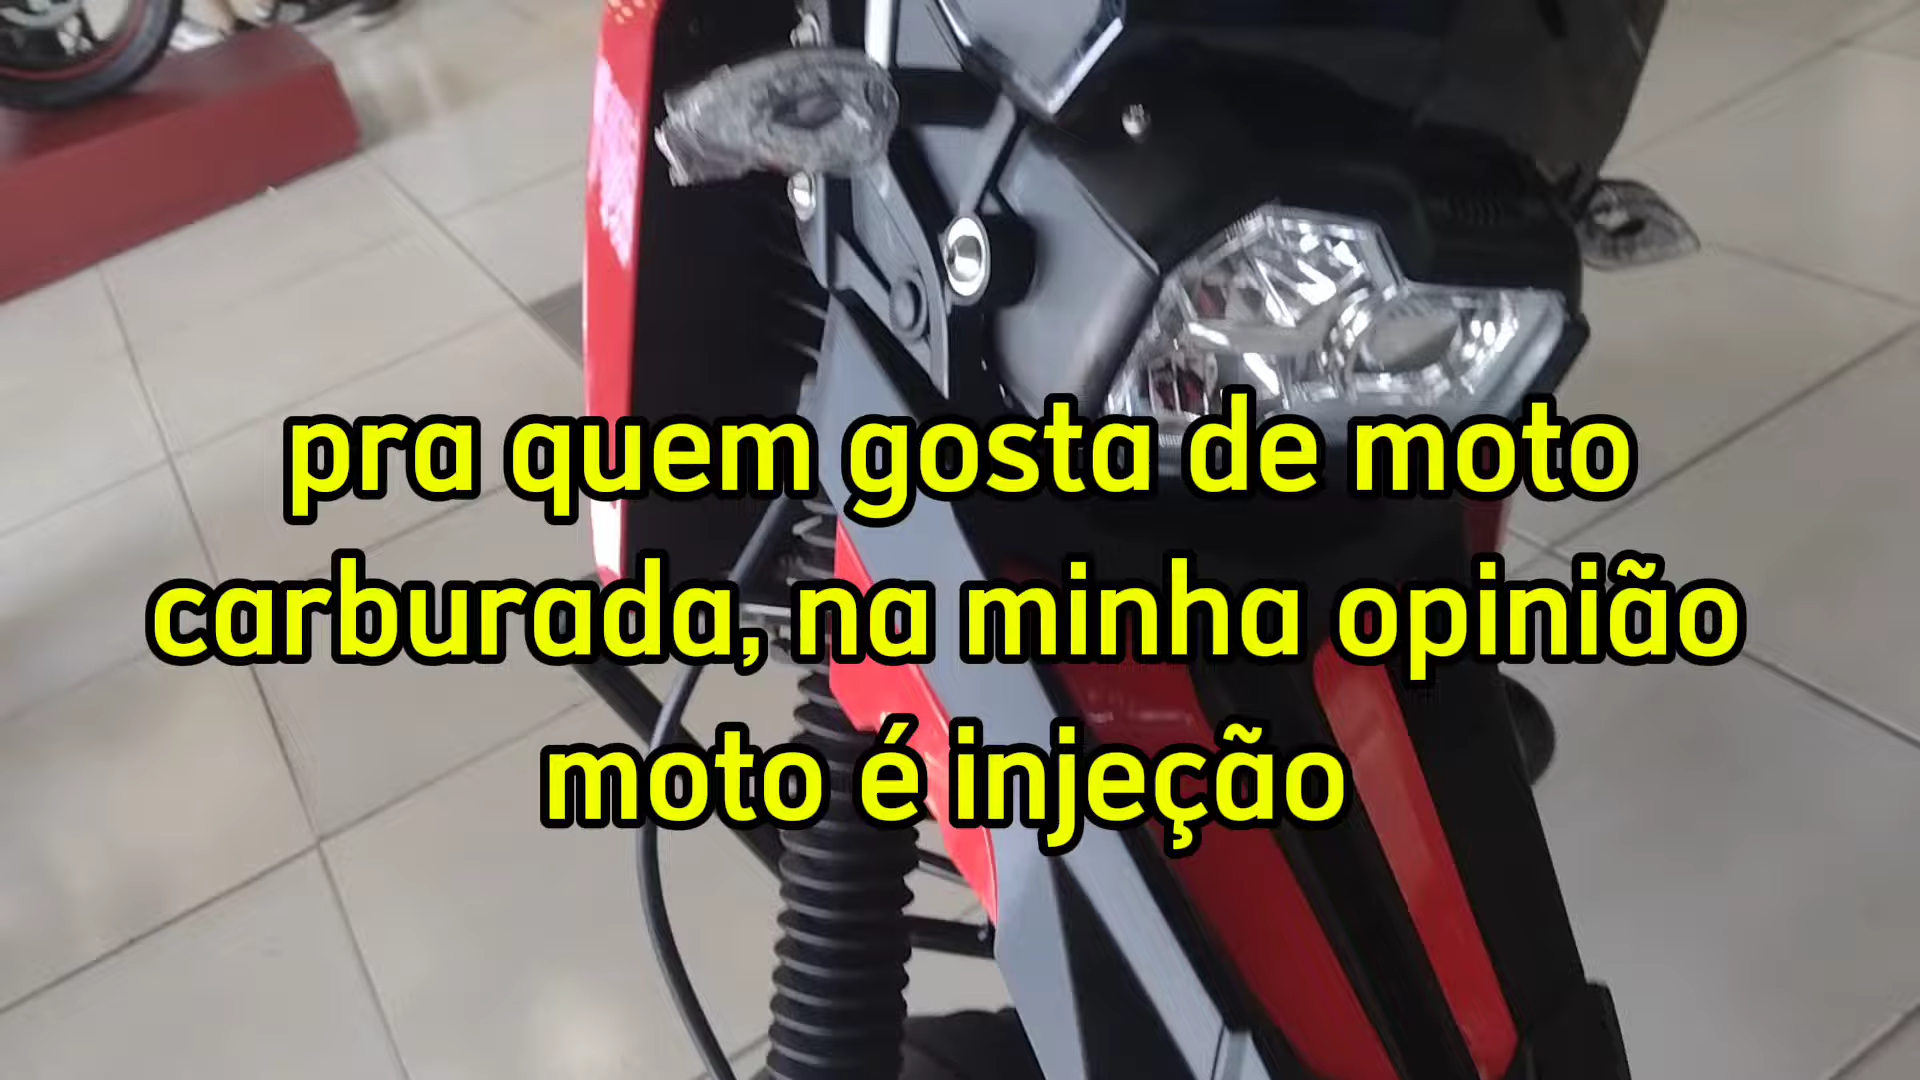 pra quem gosta de moto
carburada, na minha opinião
moto é injeção